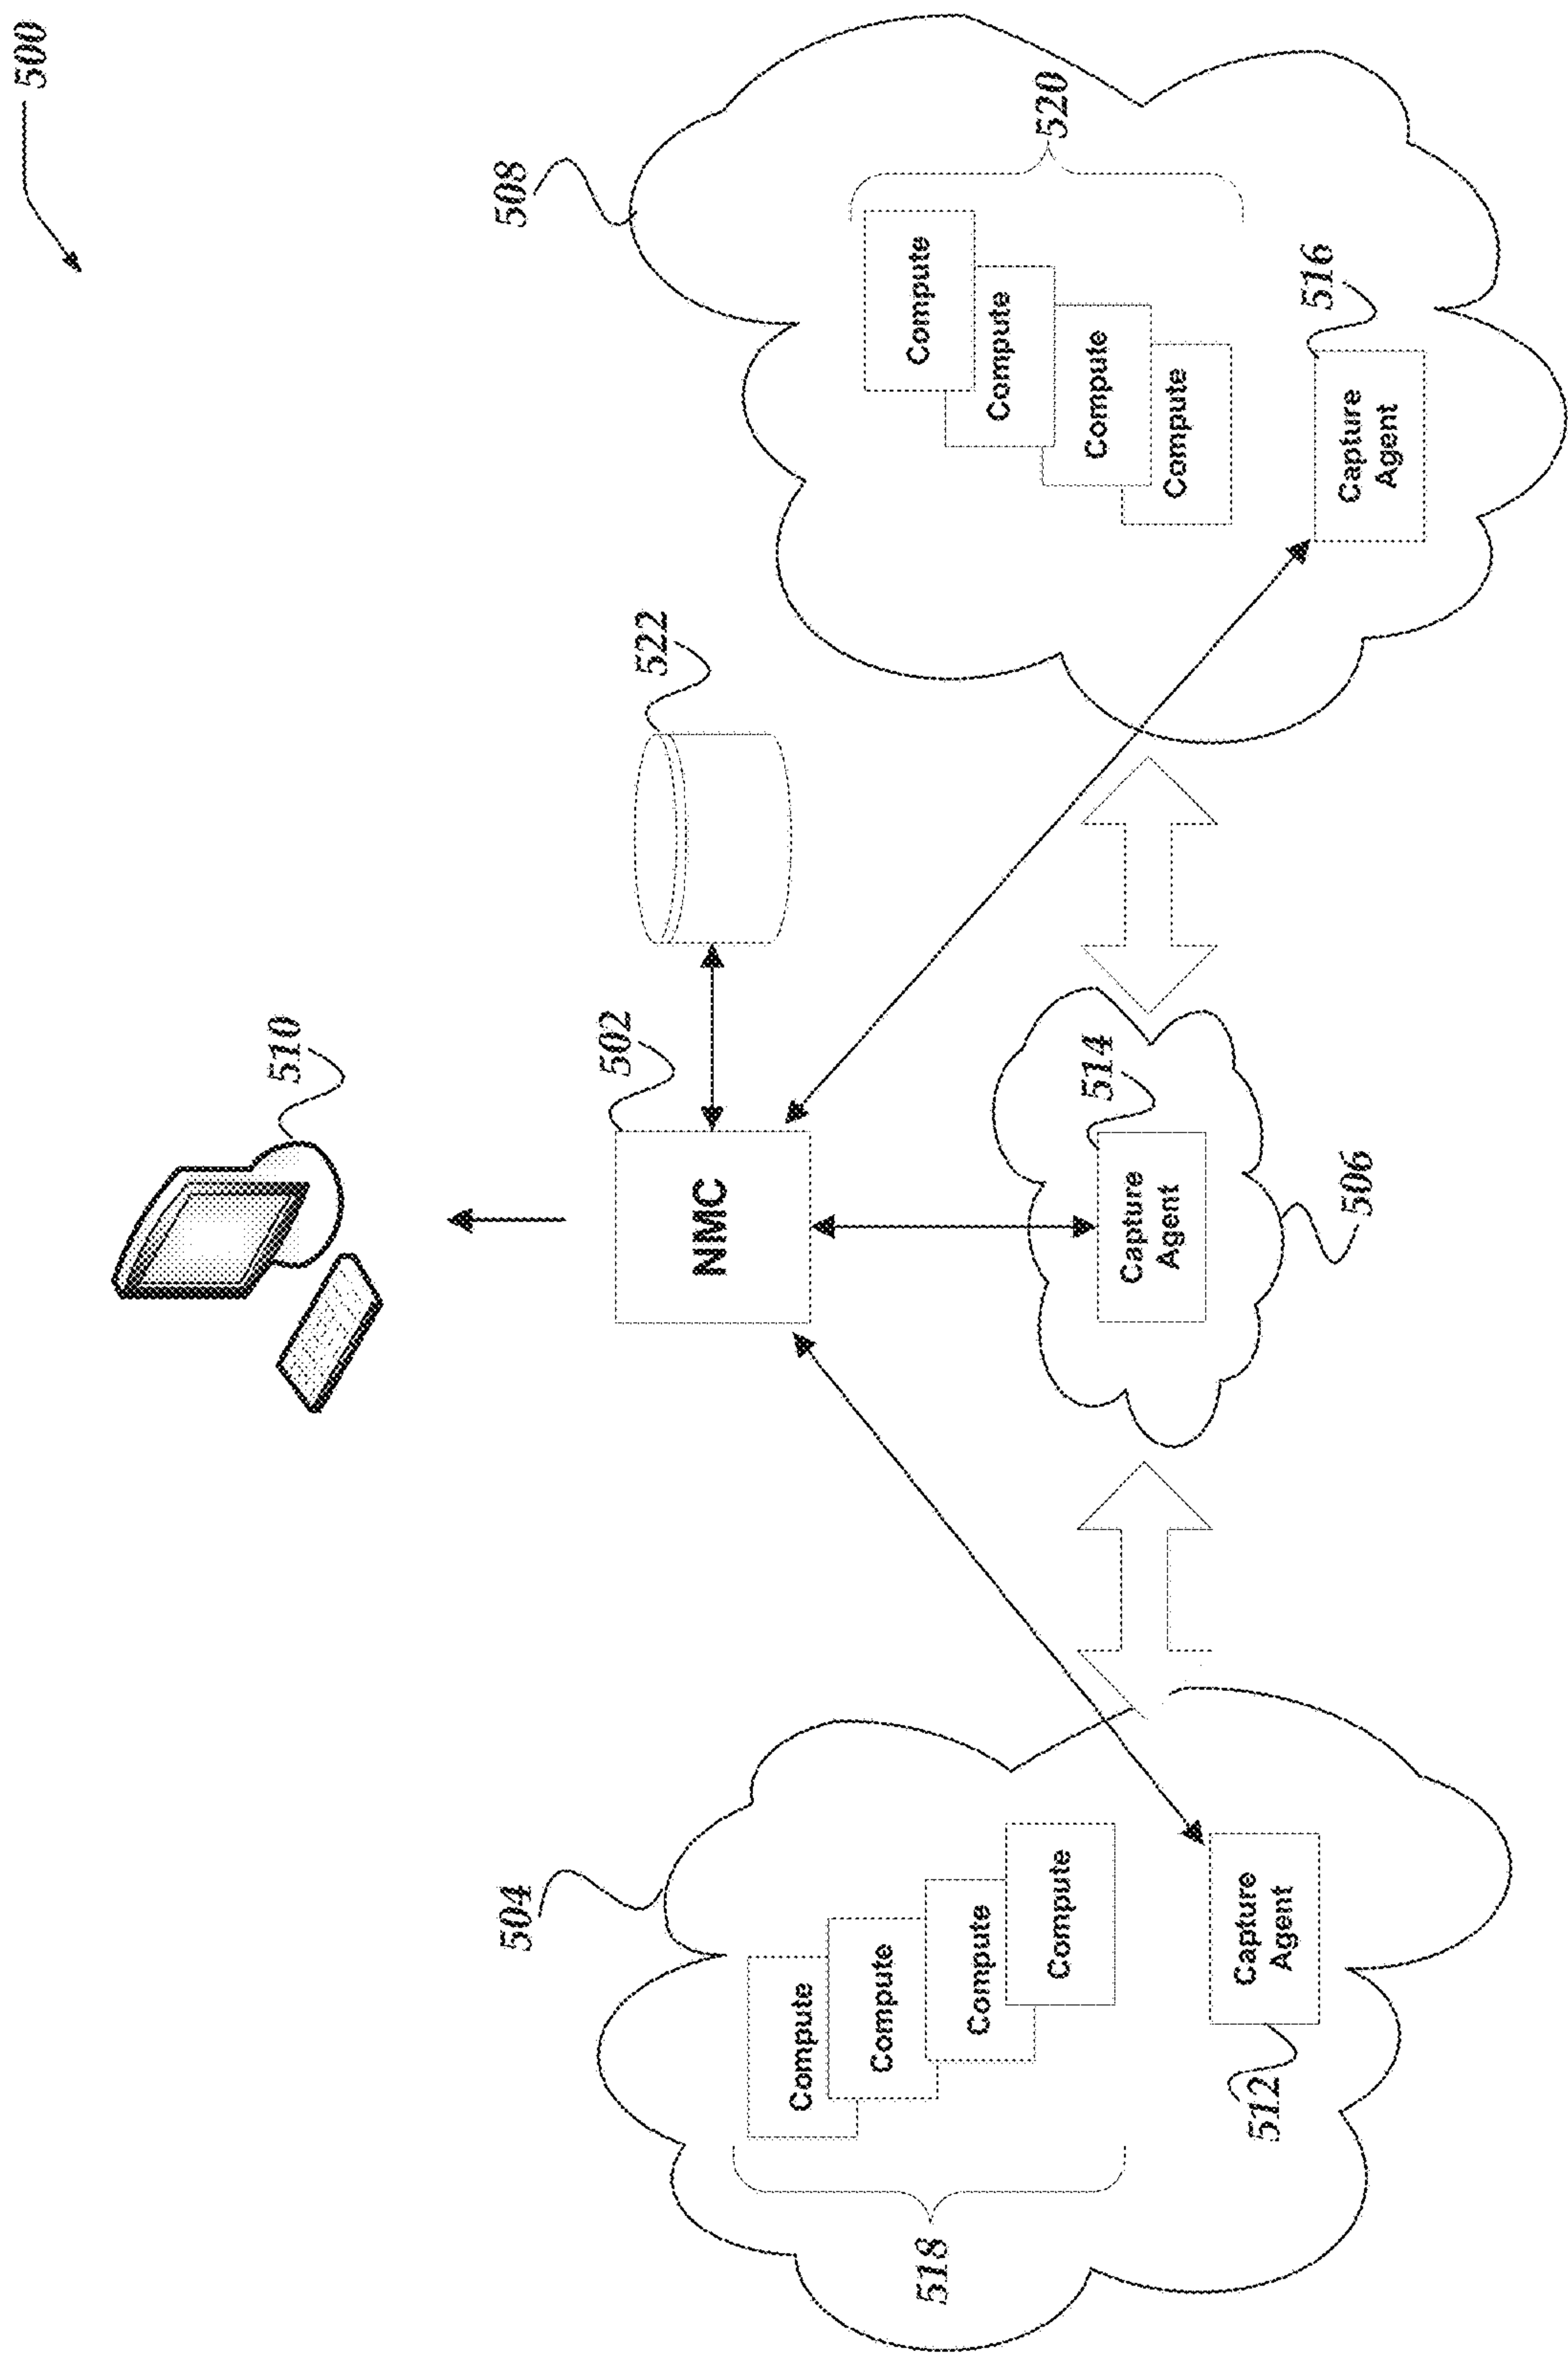 500
510
522
502
NMC
504
508
518
Compute
Compute
Compute
Compute
520
Compute
Compute
Compute
Compute
514
Capture
Agent
506
512
Capture
Agent
516
Capture
Agent